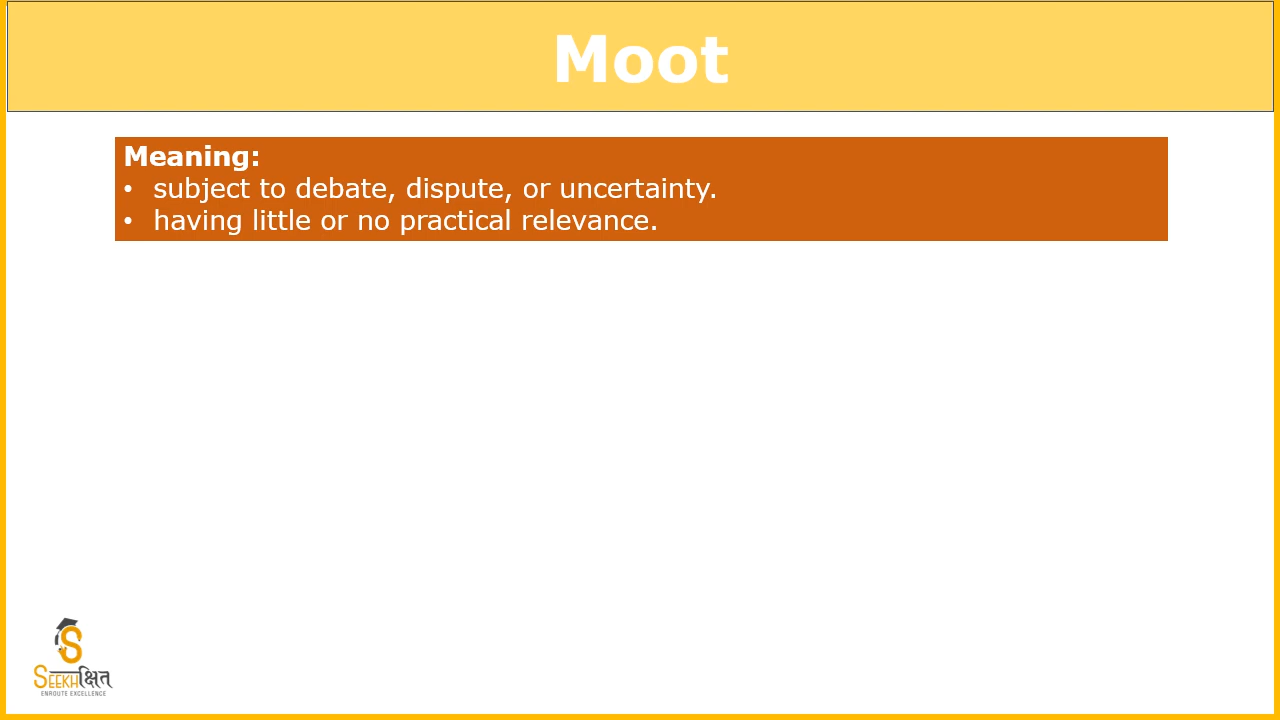 Moot
Meaning:
• subject to debate, dispute, or uncertainty.
• having little or no practical relevance.
S
SEEKHक्षित
ENROUTE EXCELLENCE